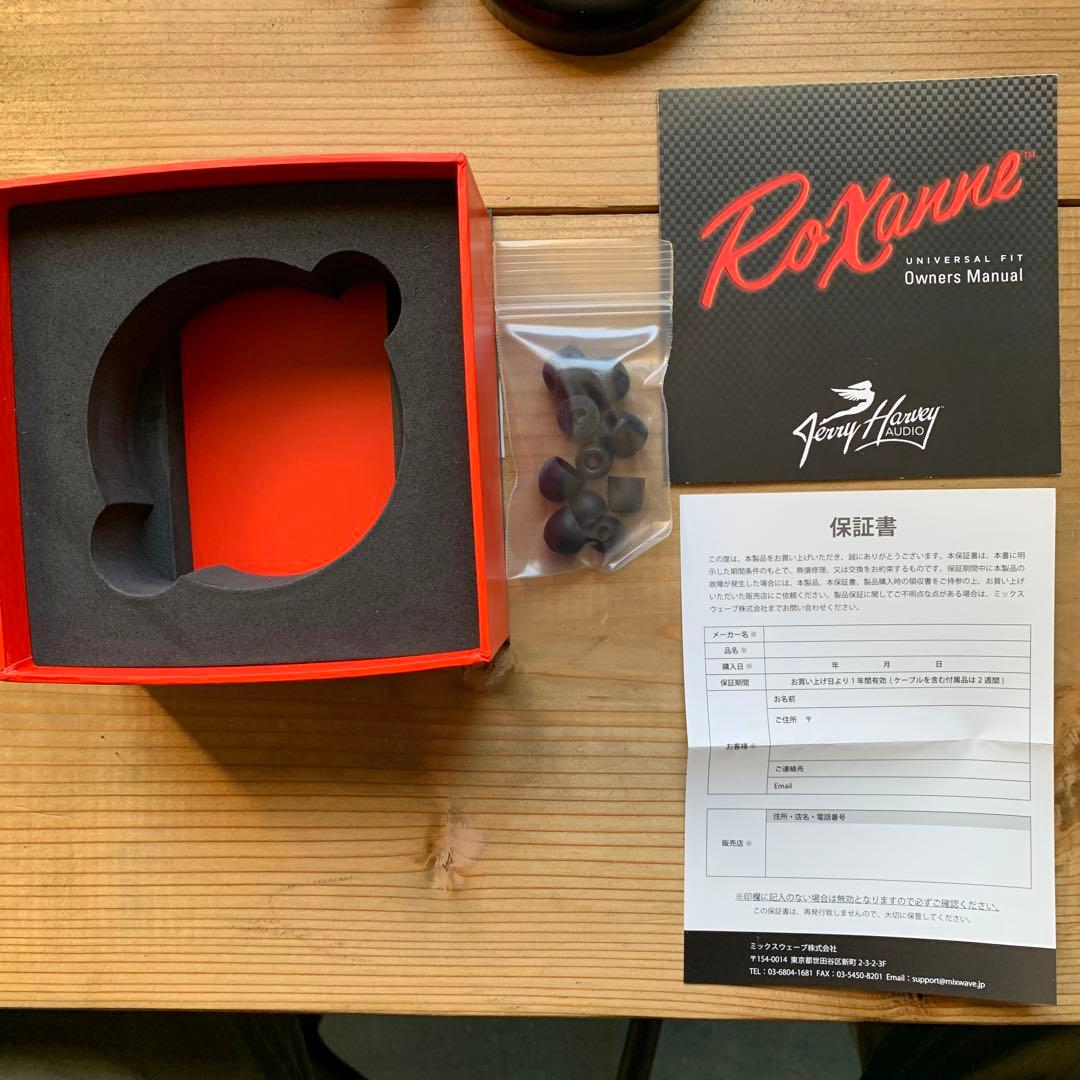 Roxanne™
UNIVERSAL FIT
Owners Manual
Jerry Harvey
AUDIO
保証書
この度は、本製品をお買い上げいただき、誠にありがとうございます。本保証書は、本書に明
示した期間条件のもとで、無償修理、又は交換をお約束するものです。保証期間中に本製品の
故障が発生した場合には、本製品、本保証書、製品購入時の領収書をご持参の上、お買い上げ
いただいた販売店にご依頼ください。製品保証に関してご不明な点がある場合は、ミックス
ウェーブ株式会社までお問い合わせください。
メーカー名 ※
品名 ※
購入日 ※ 年 月 日
保証期間 お買い上げ日より 1 年間有効 ( ケーブルを含む付属品は 2 週間 )
お客様 ※
お名前
ご住所 〒
ご連絡先
Email
販売店 ※
住所・店名・電話番号
※印欄に記入のない場合は無効となりますので必ずご確認ください。
この保証書は、再発行致しませんので、大切に保管してください。
ミックスウェーブ株式会社
〒154-0014 東京都世田谷区新町 2-3-2-3F
TEL : 03-6804-1681 FAX : 03-5450-8201 Email : support@mixwave.jp